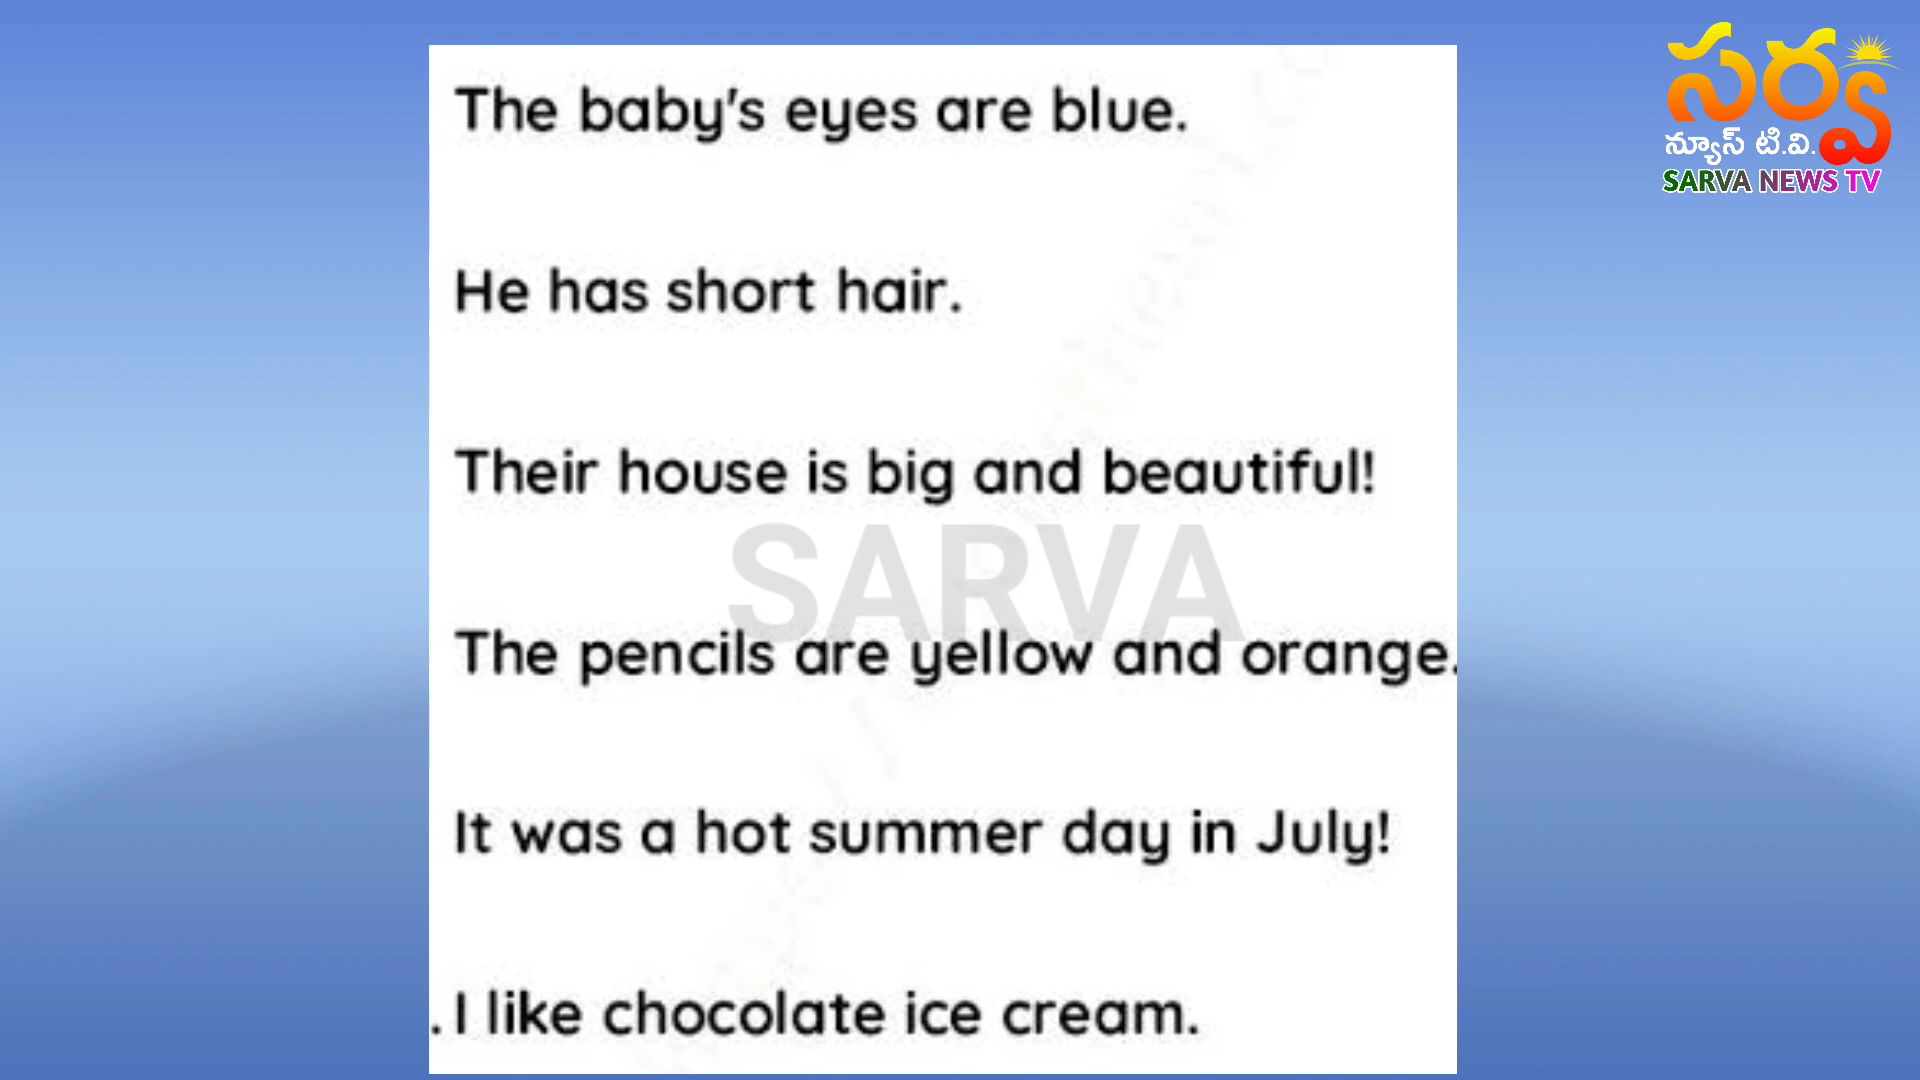 The baby's eyes are blue.
He has short hair.
Their house is big and beautiful!
The pencils are yellow and orange.
It was a hot summer day in July!
. I like chocolate ice cream.
SARVA
సర్వ
న్యూస్ టి.వి.
SARVA NEWS TV